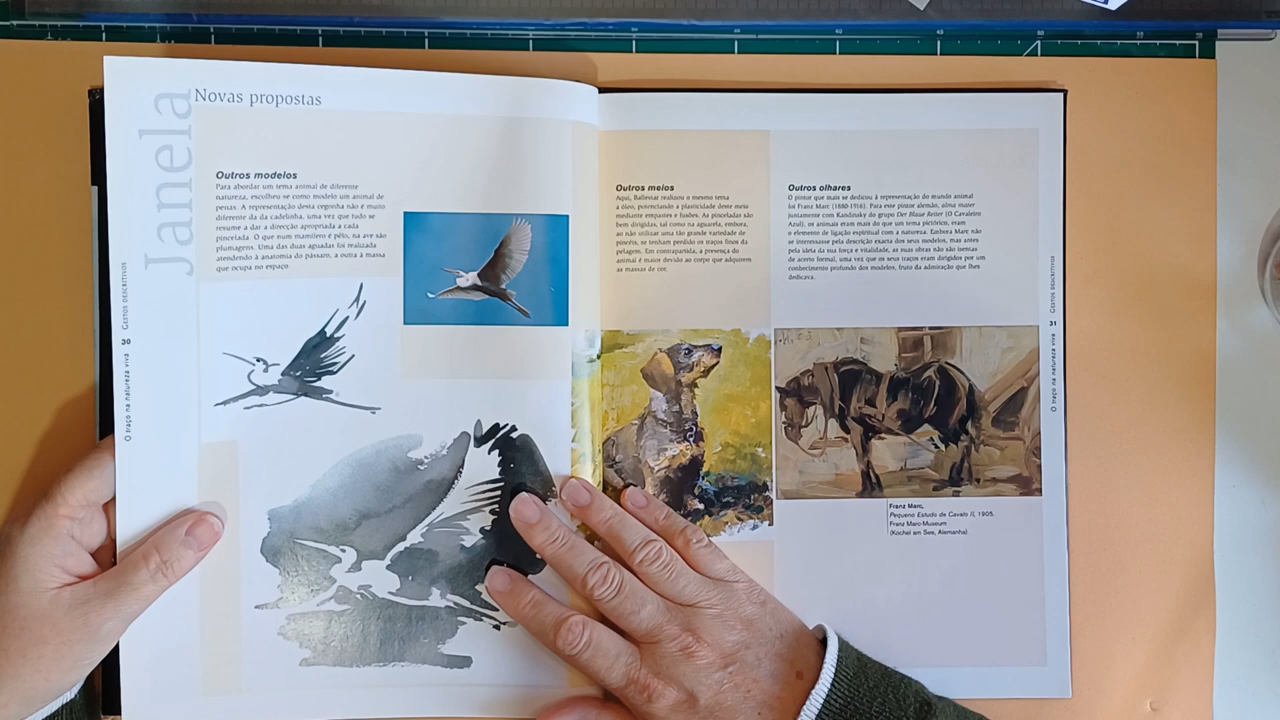 Janela
Novas propostas
Outros modelos
Para abordar um tema animal de diferente
natureza, escolheu-se como modelo um animal de
penas. A representação desta cegonha não é muito
diferente da da cadelinha, uma vez que tudo se
resume a dar a direcção apropriada a cada
pincelada. O que num mamífero é pêlo, na ave são
plumagens. Uma das duas aguadas foi realizada
atendendo à anatomia do pássaro, a outra à massa
que ocupa no espaço.
GESTOS DESCRITIVOS
30
O traço na natureza viva
Outros meios
Aqui, Ballestar realizou o mesmo tema
a óleo, potenciando a plasticidade deste meio
mediante empastes e fusões. As pinceladas são
bem dirigidas, tal como na aguarela, embora,
ao não utilizar uma tão grande variedade de
pincéis, se tenham perdido os traços finos da
pelagem. Em contrapartida, a presença do
animal é maior devido ao corpo que adquirem
as massas de cor.
Outros olhares
O pintor que mais se dedicou à representação do mundo animal
foi Franz Marc (1880-1916). Para este pintor alemão, alma mater
juntamente com Kandinsky do grupo Der Blaue Reiter (O Cavaleiro
Azul), os animais eram mais do que um tema pictórico, eram
o elemento de ligação espiritual com a natureza. Embora Marc não
se interessasse pela descrição exacta dos seus modelos, mas antes
pela ideia da sua força e vitalidade, as suas obras não são isentas
de acerto formal, uma vez que os seus traços eram dirigidos por um
conhecimento profundo dos modelos, fruto da admiração que lhes
dedicava.
Franz Marc,
Pequeno Estudo de Cavalo II, 1905.
Franz Marc-Museum
(Kochel am See, Alemanha).
GESTOS DESCRITIVOS
31
O traço na natureza viva